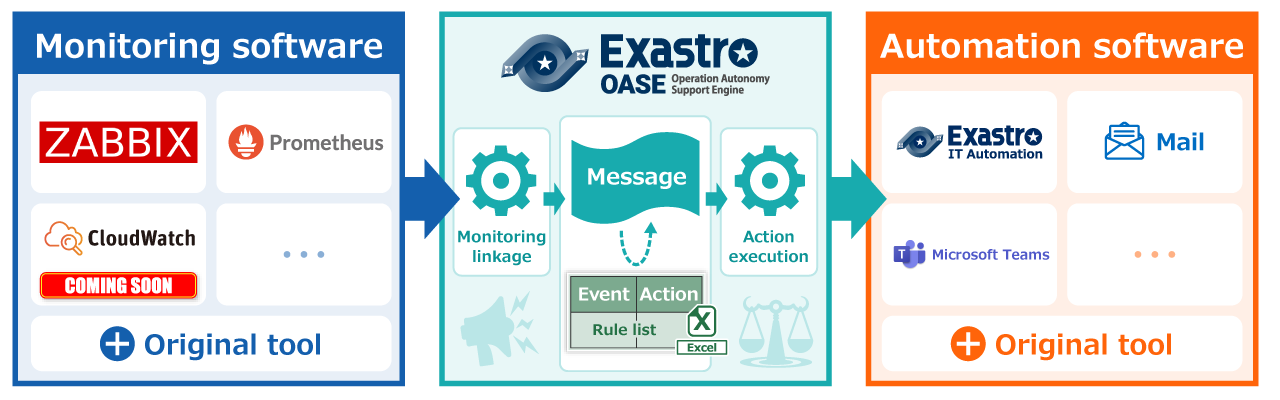 Monitoring software
ZABBIX
Prometheus
CloudWatch
COMING SOON
...
+ Original tool
Exastro
OASE Operation Autonomy
Support Engine
Monitoring
linkage
Message
Action
execution
Event Action
Rule list
X
Excel
Automation software
Exastro
IT Automation
Mail
T Microsoft Teams
...
+ Original tool